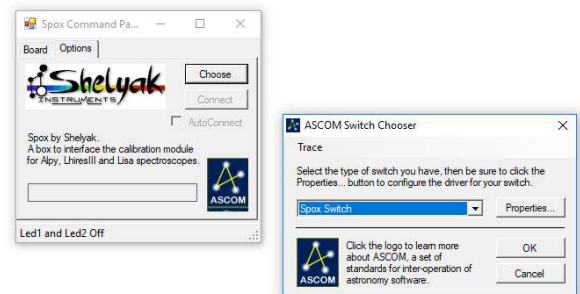 Spox Command Pa...
Board Options
Shelyak
INSTRUMENTS
Choose
Connect
AutoConnect
Spox by Shelyak.
A box to interface the calibration module
for Alpy, LhiresIII and Lisa spectroscopes.
ASCOM
Led1 and Led2 Off
ASCOM Switch Chooser
Trace
Select the type of switch you have, then be sure to click the
Properties... button to configure the driver for your switch.
Spox Switch
Properties...
Click the logo to learn more
about ASCOM, a set of
standards for inter-operation of
astronomy software.
ASCOM
OK
Cancel